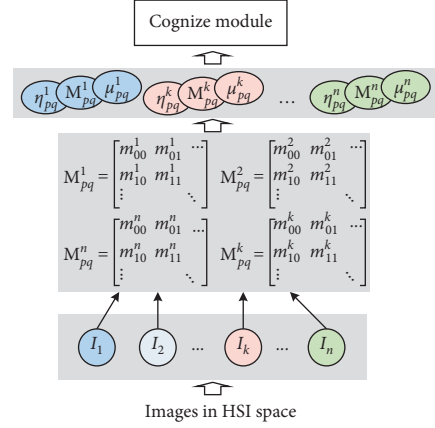 Cognize module
η¹pq M¹pq μ¹pq ηᵏpq Mᵏpq μᵏpq ... ηⁿpq Mⁿpq μⁿpq
M¹pq = [m¹00 m¹01 ... M²pq = [m²00 m²01 ...
m¹10 m¹11 m²10 m²11
⋮ ⋱] ⋮ ⋱]
Mⁿpq = [mⁿ00 mⁿ01 ... Mᵏpq = [mᵏ00 mᵏ01 ...
mⁿ10 mⁿ11 mᵏ10 mᵏ11
⋮ ⋱] ⋮ ⋱]
I₁ I₂ ... Iₖ ... Iₙ
Images in HSI space